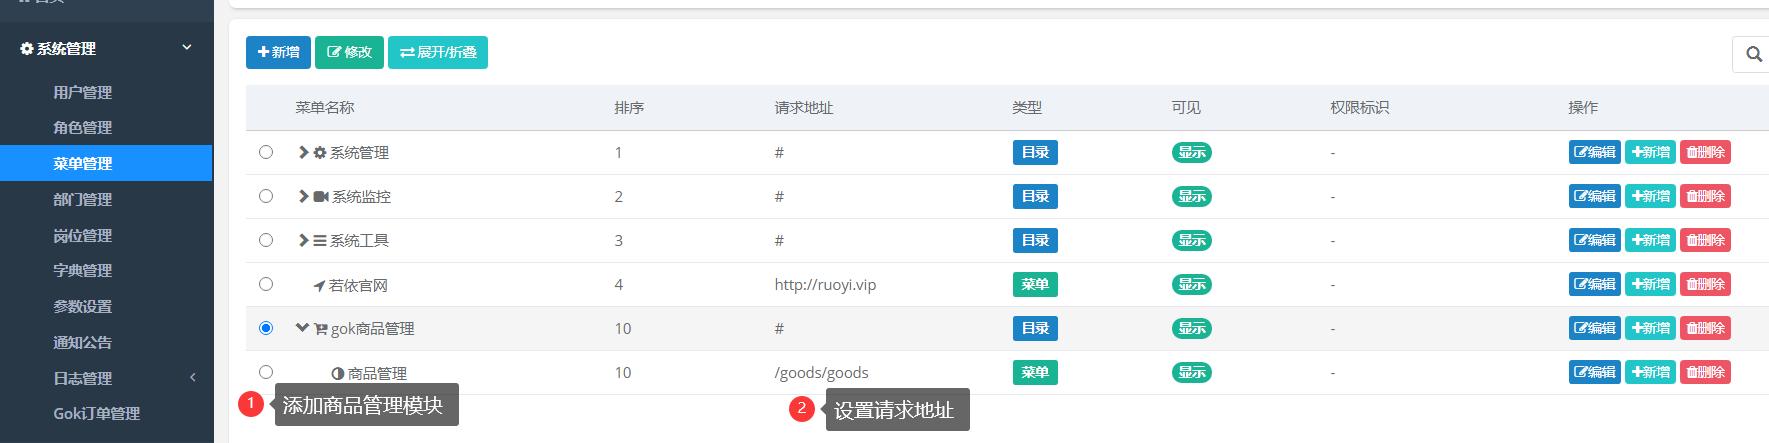 首页
系统管理
用户管理
角色管理
菜单管理
部门管理
岗位管理
字典管理
参数设置
通知公告
日志管理
Gok订单管理
新增 修改 展开/折叠
菜单名称 排序 请求地址 类型 可见 权限标识 操作
系统管理 1 # 目录 显示 - 编辑 新增 删除
系统监控 2 # 目录 显示 - 编辑 新增 删除
系统工具 3 # 目录 显示 - 编辑 新增 删除
若依官网 4 http://ruoyi.vip 菜单 显示 - 编辑 新增 删除
gok商品管理 10 # 目录 显示 - 编辑 新增 删除
商品管理 10 /goods/goods 菜单 显示 - 编辑 新增 删除
1 添加商品管理模块
2 设置请求地址